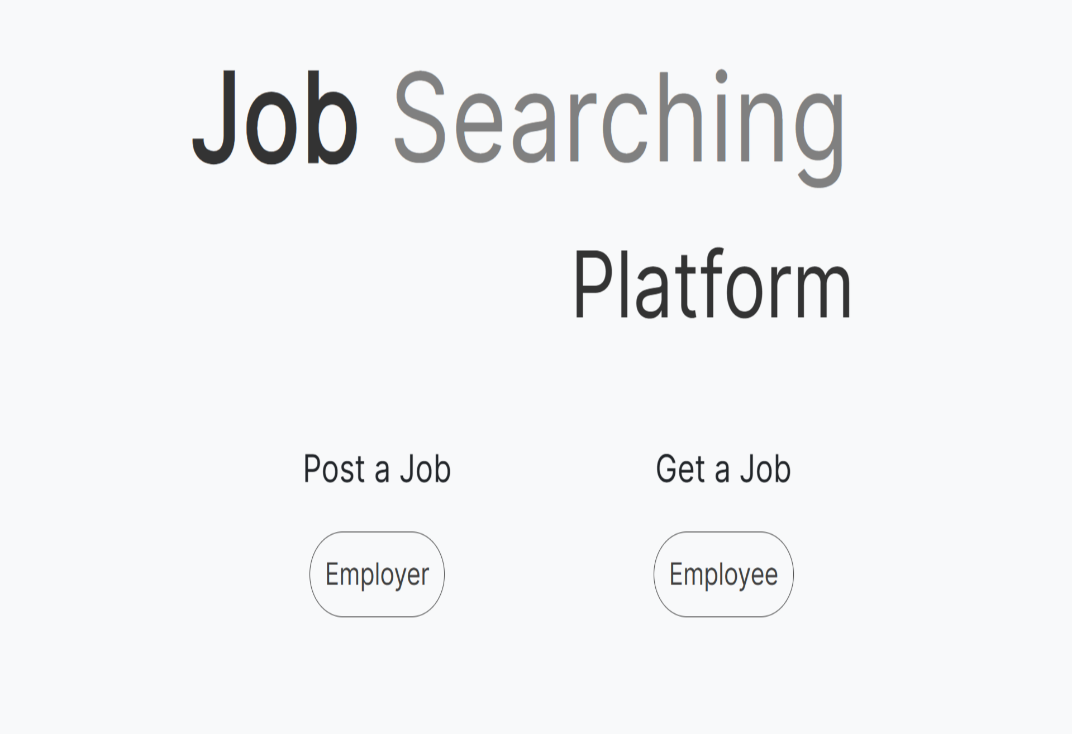 Job Searching
Platform
Post a Job
Get a Job
Employer
Employee